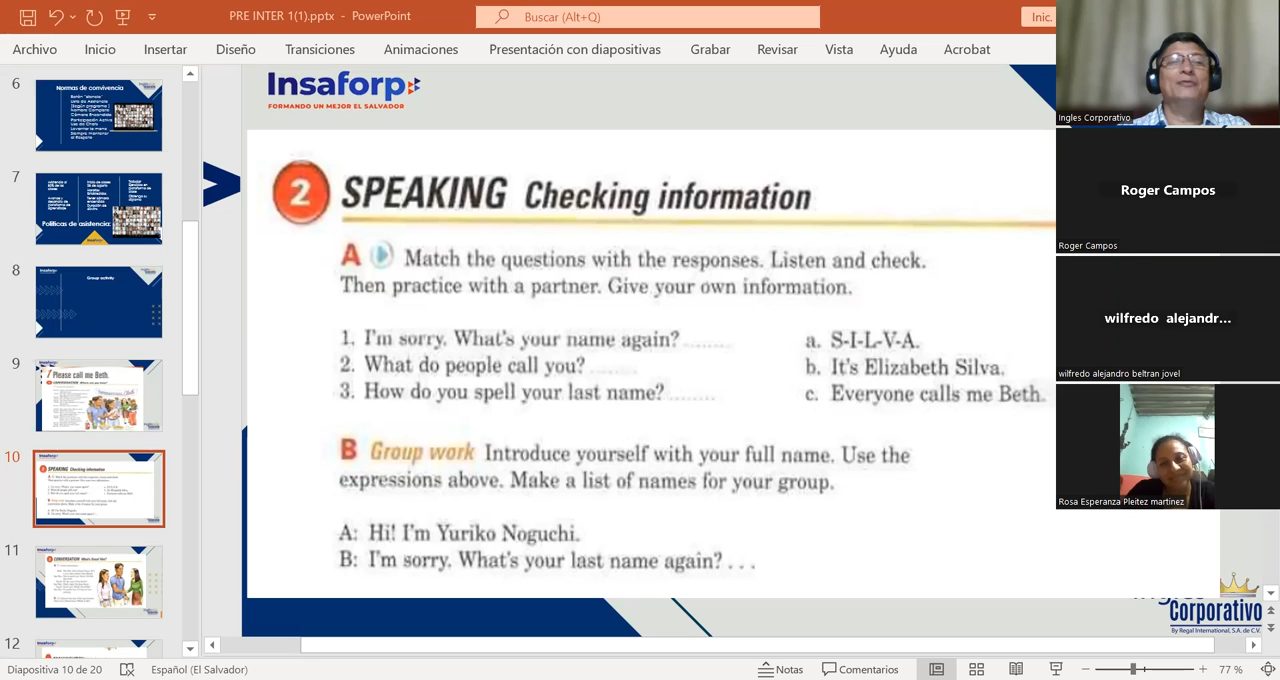 PRE INTER 1(1).pptx - PowerPoint
Buscar (Alt+Q)
Inic.
Archivo Inicio Insertar Diseño Transiciones Animaciones Presentación con diapositivas Grabar Revisar Vista Ayuda Acrobat
6
Normas de convivencia
7
Políticas de asistencia:
8
Group activity
9
Please call me Beth.
10
2 SPEAKING Checking information
11
12
Insaforp
FORMANDO UN MEJOR EL SALVADOR
2 SPEAKING Checking information
A Match the questions with the responses. Listen and check.
Then practice with a partner. Give your own information.
1. I'm sorry. What's your name again? ........
2. What do people call you? ........
3. How do you spell your last name? ........
a. S-I-L-V-A.
b. It's Elizabeth Silva.
c. Everyone calls me Beth.
B Group work Introduce yourself with your full name. Use the
expressions above. Make a list of names for your group.
A: Hi! I'm Yuriko Noguchi.
B: I'm sorry. What's your last name again? . . .
Corporativo
By Regal International, S.A. de C.V.
Ingles Corporativo
Roger Campos
Roger Campos
wilfredo alejandr...
wilfredo alejandro beltran jovel
Rosa Esperanza Pleitez martinez
Diapositiva 10 de 20 Español (El Salvador) Notas Comentarios 77 %